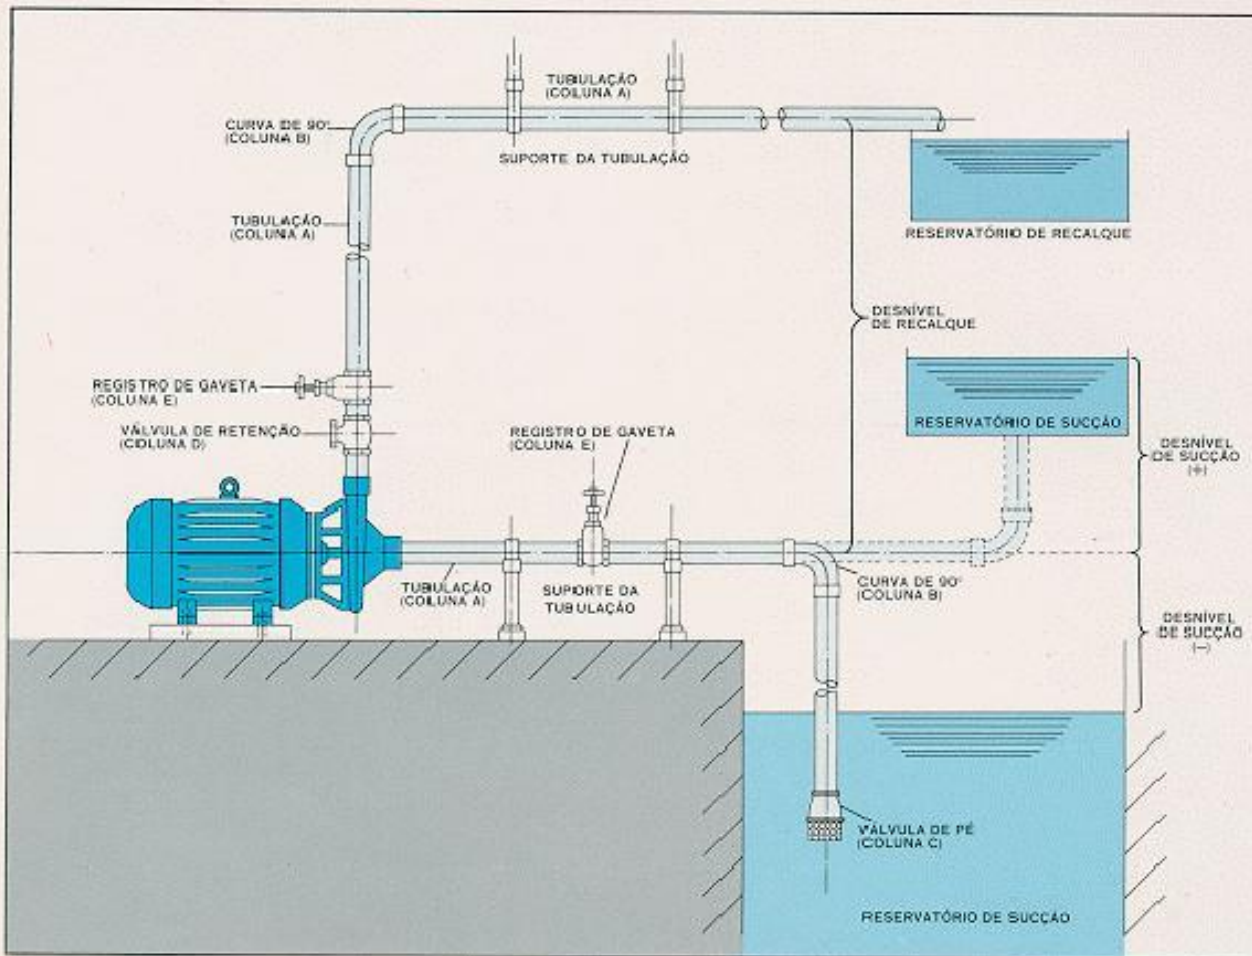 TUBULAÇÃO
(COLUNA A)
CURVA DE 90°
(COLUNA B)
SUPORTE DA TUBULAÇÃO
TUBULAÇÃO
(COLUNA A)
RESERVATÓRIO DE RECALQUE
DESNÍVEL
DE RECALQUE
REGISTRO DE GAVETA
(COLUNA E)
VÁLVULA DE RETENÇÃO
(COLUNA D)
REGISTRO DE GAVETA
(COLUNA E)
RESERVATÓRIO DE SUCÇÃO
DESNÍVEL
DE SUCÇÃO
(+)
TUBULAÇÃO
(COLUNA A)
SUPORTE DA
TUBULAÇÃO
CURVA DE 90°
(COLUNA B)
DESNÍVEL
DE SUCÇÃO
(—)
VÁLVULA DE PÉ
(COLUNA C)
RESERVATÓRIO DE SUCÇÃO